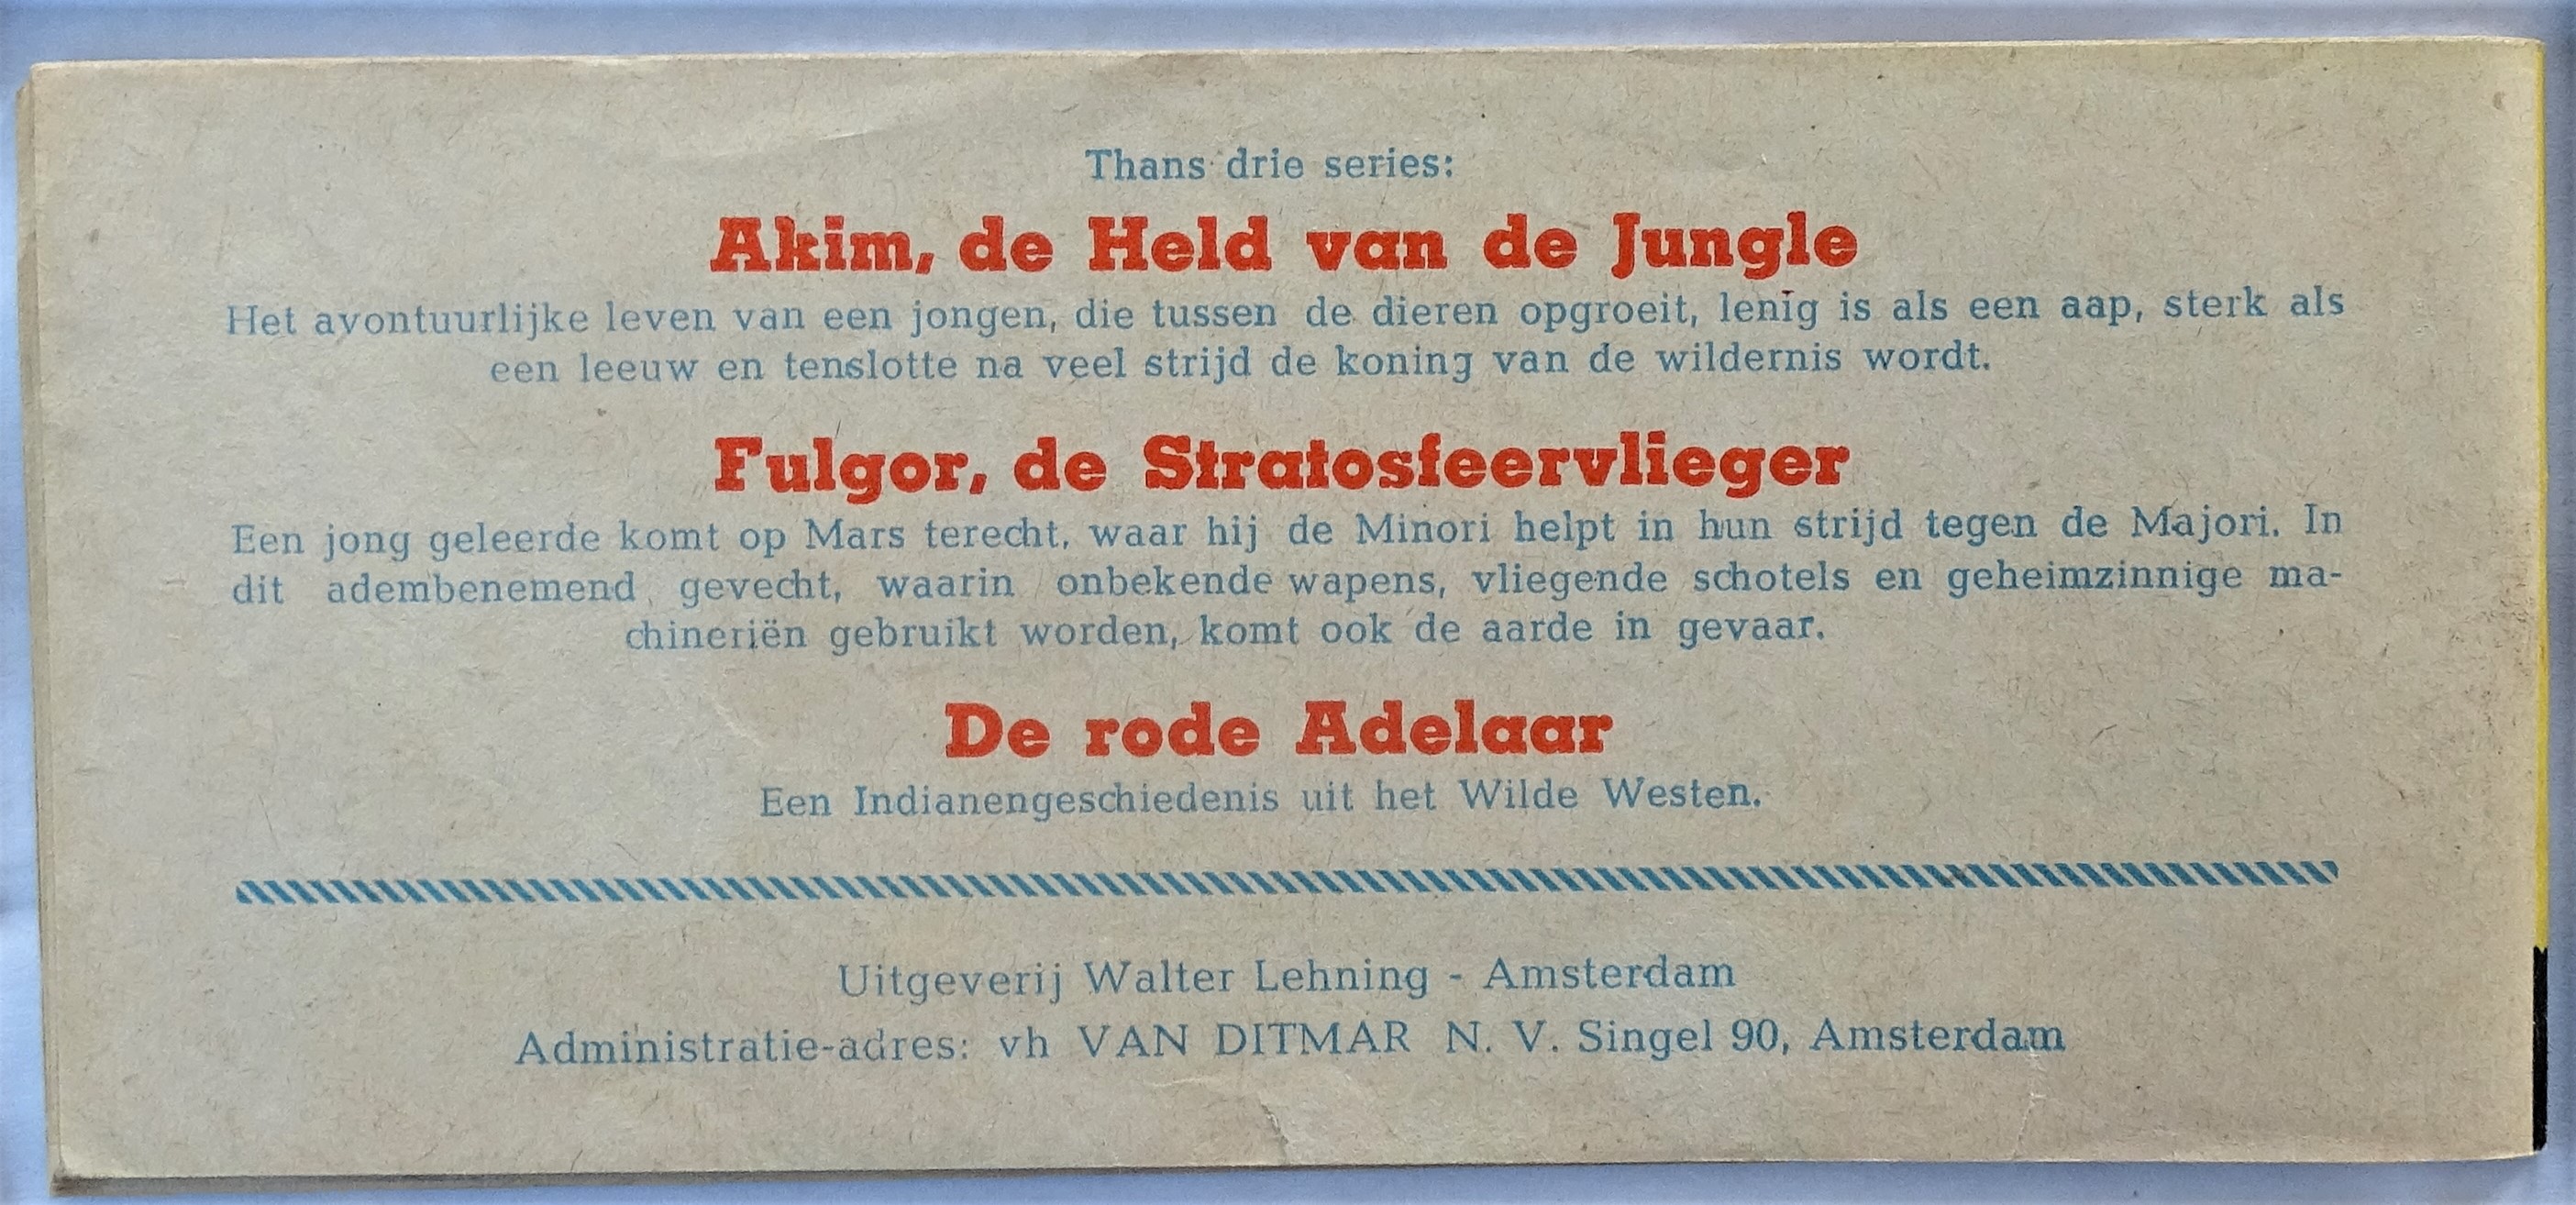 Thans drie series:
Akim, de Held van de Jungle
Het avontuurlijke leven van een jongen, die tussen de dieren opgroeit, lenig is als een aap, sterk als
een leeuw en tenslotte na veel strijd de koning van de wildernis wordt.
Fulgor, de Stratosfeervlieger
Een jong geleerde komt op Mars terecht, waar hij de Minori helpt in hun strijd tegen de Majori. In
dit adembenemend gevecht, waarin onbekende wapens, vliegende schotels en geheimzinnige ma-
chineriën gebruikt worden, komt ook de aarde in gevaar.
De rode Adelaar
Een Indianengeschiedenis uit het Wilde Westen.
Uitgeverij Walter Lehning - Amsterdam
Administratie-adres: vh VAN DITMAR N. V. Singel 90, Amsterdam